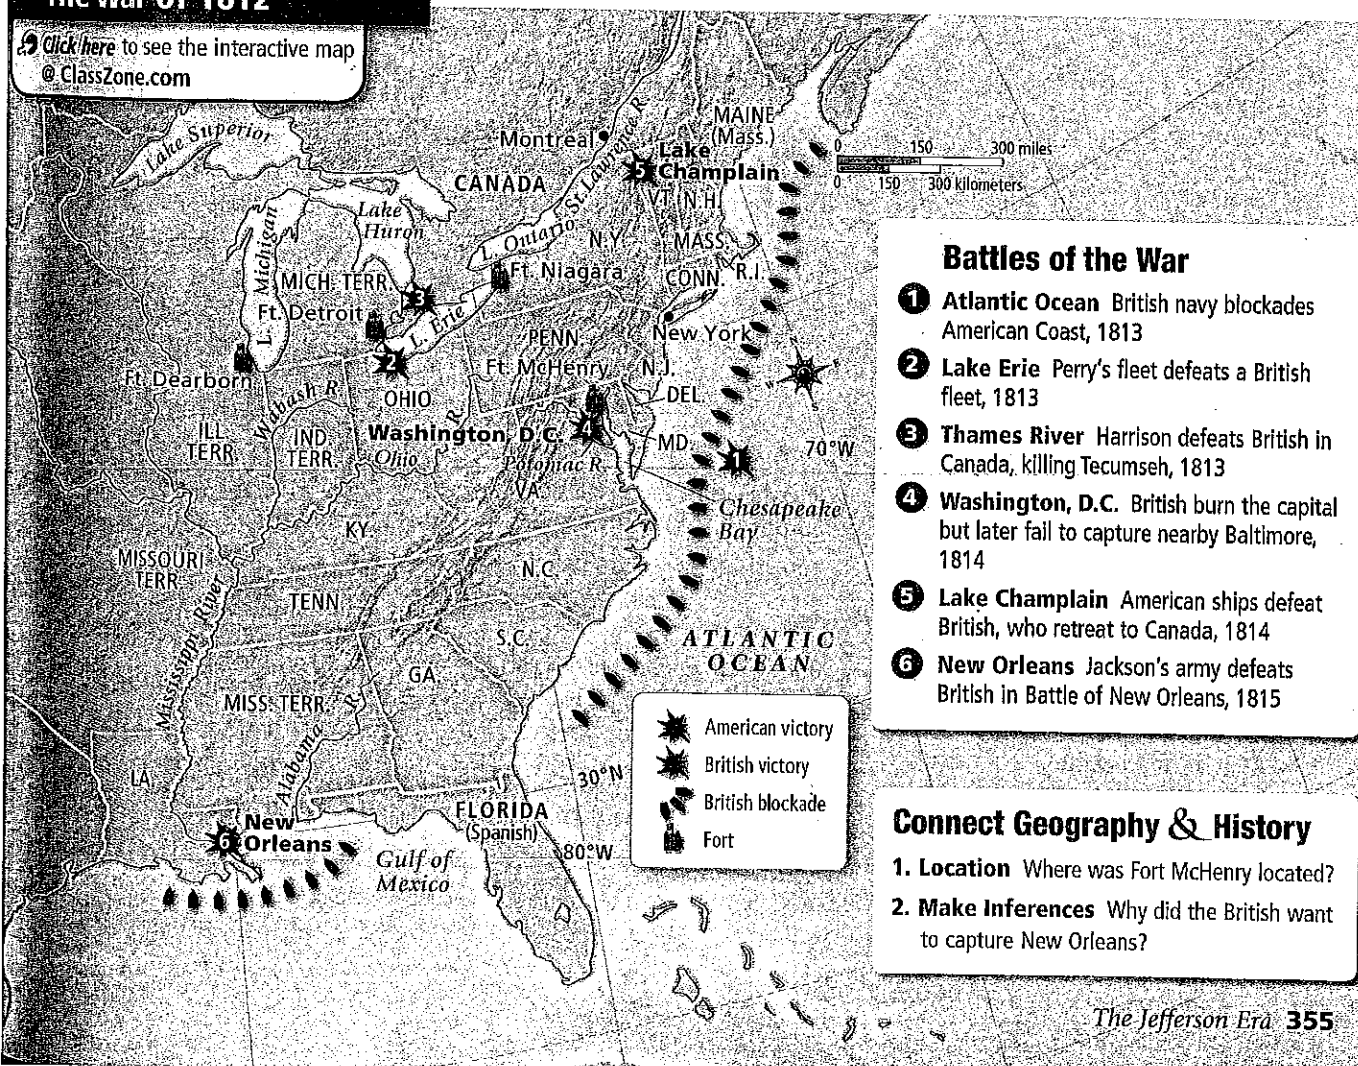 The War of 1812
Click here to see the interactive map
@ ClassZone.com
Lake Superior
Montreal
St. Lawrence R.
MAINE
(Mass.)
5
Lake
Champlain
CANADA
VT.
N.H.
0 150 300 miles
0 150 300 kilometers
L. Michigan
Lake
Huron
L. Ontario
N.Y.
MASS.
MICH. TERR.
Ft. Niagara
CONN.
R.I.
3
Ft. Detroit
L. Erie
New York
2
PENN.
Ft. Dearborn
Ft. McHenry
N.J.
OHIO
DEL.
Wabash R.
ILL.
TERR.
IND.
TERR.
Washington, D.C.
4
MD.
1
70°W
Ohio R.
Potomac R.
VA.
Chesapeake
Bay
KY.
MISSOURI
TERR.
N.C.
TENN.
Mississippi River
S.C.
ATLANTIC
OCEAN
GA.
MISS. TERR.
Alabama R.
LA.
30°N
FLORIDA
(Spanish)
6
New
Orleans
80°W
Gulf of
Mexico
American victory
British victory
British blockade
Fort
Battles of the War
1 Atlantic Ocean British navy blockades
American Coast, 1813
2 Lake Erie Perry's fleet defeats a British
fleet, 1813
3 Thames River Harrison defeats British in
Canada, killing Tecumseh, 1813
4 Washington, D.C. British burn the capital
but later fail to capture nearby Baltimore,
1814
5 Lake Champlain American ships defeat
British, who retreat to Canada, 1814
6 New Orleans Jackson's army defeats
British in Battle of New Orleans, 1815
Connect Geography & History
1. Location Where was Fort McHenry located?
2. Make Inferences Why did the British want
to capture New Orleans?
The Jefferson Era 355